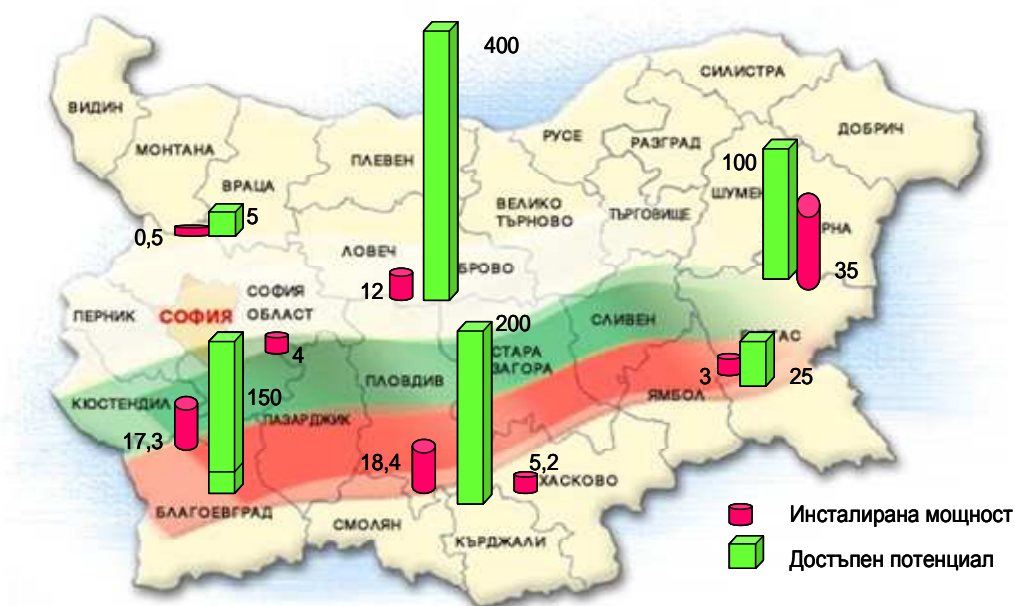 400
СИЛИСТРА
ВИДИН
ДОБРИЧ
РУСЕ
РАЗГРАД
МОНТАНА
ПЛЕВЕН
100
ВРАЦА
ШУМЕН
ВЕЛИКО
ТЪРНОВО
ТЪРГОВИЩЕ
5
0,5
РНА
ЛОВЕЧ
БРОВО
35
12
СОФИЯ
ОБЛАСТ
ПЕРНИК
СОФИЯ
200
СЛИВЕН
4
СТАРА
ЗАГОРА
ГАС
3
25
ПЛОВДИВ
150
КЮСТЕНДИЛ
ЯМБОЛ
ПАЗАРДЖИК
17,3
18,4
5,2
ХАСКОВО
БЛАГОЕВГРАД
СМОЛЯН
КЪРДЖАЛИ
Инсталирана мощност
Достъпен потенциал